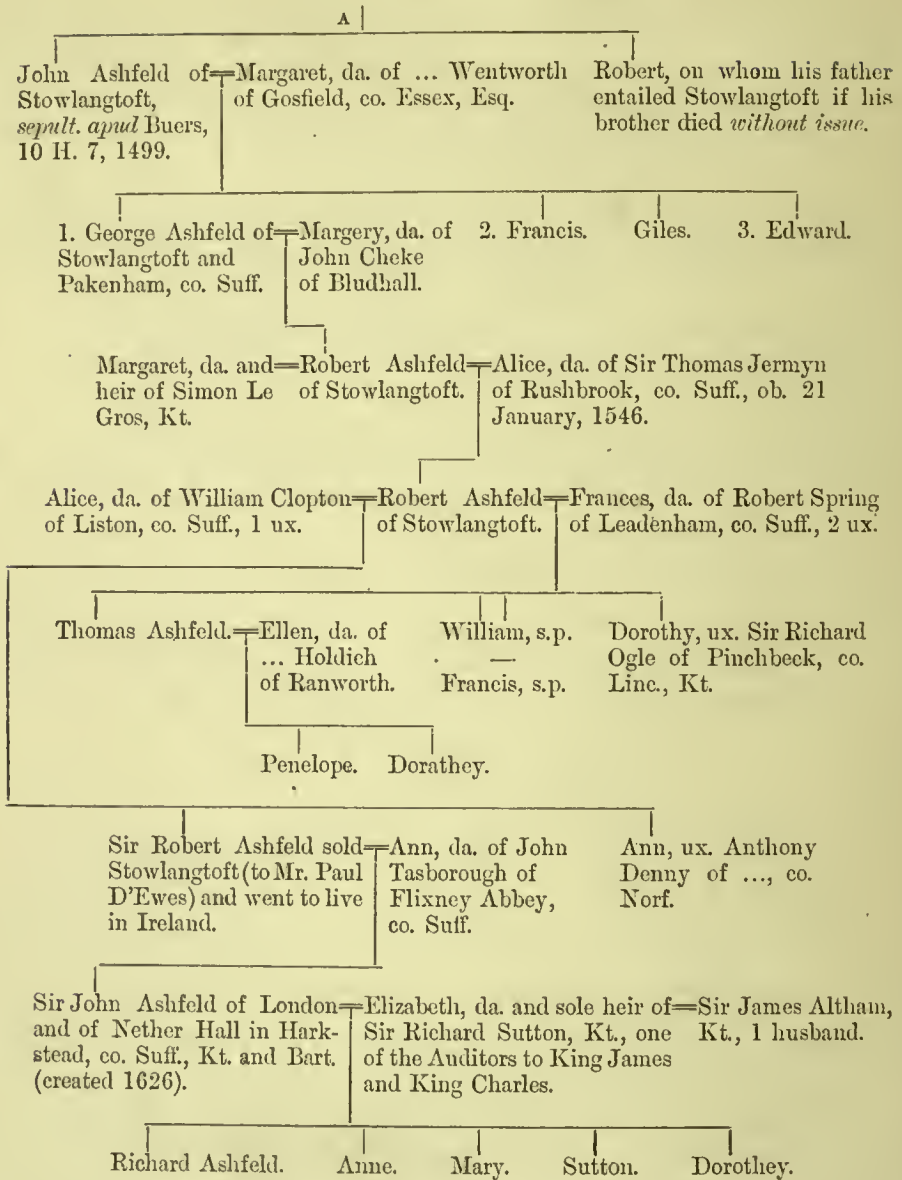 A
John Ashfeld of
Stowlangtoft,
sepult. apud Buers,
10 H. 7, 1499.
Margaret, da. of ... Wentworth
of Gosfield, co. Essex, Esq.
Robert, on whom his father
entailed Stowlangtoft if his
brother died without issue.
1. George Ashfeld of
Stowlangtoft and
Pakenham, co. Suff.
Margery, da. of
John Cheke
of Bludhall.
2. Francis.
Giles.
3. Edward.
Margaret, da. and
heir of Simon Le
Gros, Kt.
Robert Ashfeld
of Stowlangtoft.
Alice, da. of Sir Thomas Jermyn
of Rushbrook, co. Suff., ob. 21
January, 1546.
Alice, da. of William Clopton
of Liston, co. Suff., 1 ux.
Robert Ashfeld
of Stowlangtoft.
Frances, da. of Robert Spring
of Leadenham, co. Suff., 2 ux.
Thomas Ashfeld.
Ellen, da. of
... Holdich
of Ranworth.
William, s.p.
—
Francis, s.p.
Dorothy, ux. Sir Richard
Ogle of Pinchbeck, co.
Linc., Kt.
Penelope.
Dorathey.
Sir Robert Ashfeld sold
Stowlangtoft (to Mr. Paul
D'Ewes) and went to live
in Ireland.
Ann, da. of John
Tasborough of
Flixney Abbey,
co. Suff.
Ann, ux. Anthony
Denny of ..., co.
Norf.
Sir John Ashfeld of London
and of Nether Hall in Hark-
stead, co. Suff., Kt. and Bart.
(created 1626).
Elizabeth, da. and sole heir of
Sir Richard Sutton, Kt., one
of the Auditors to King James
and King Charles.
Sir James Altham,
Kt., 1 husband.
Richard Ashfeld.
Anne.
Mary.
Sutton.
Dorothey.